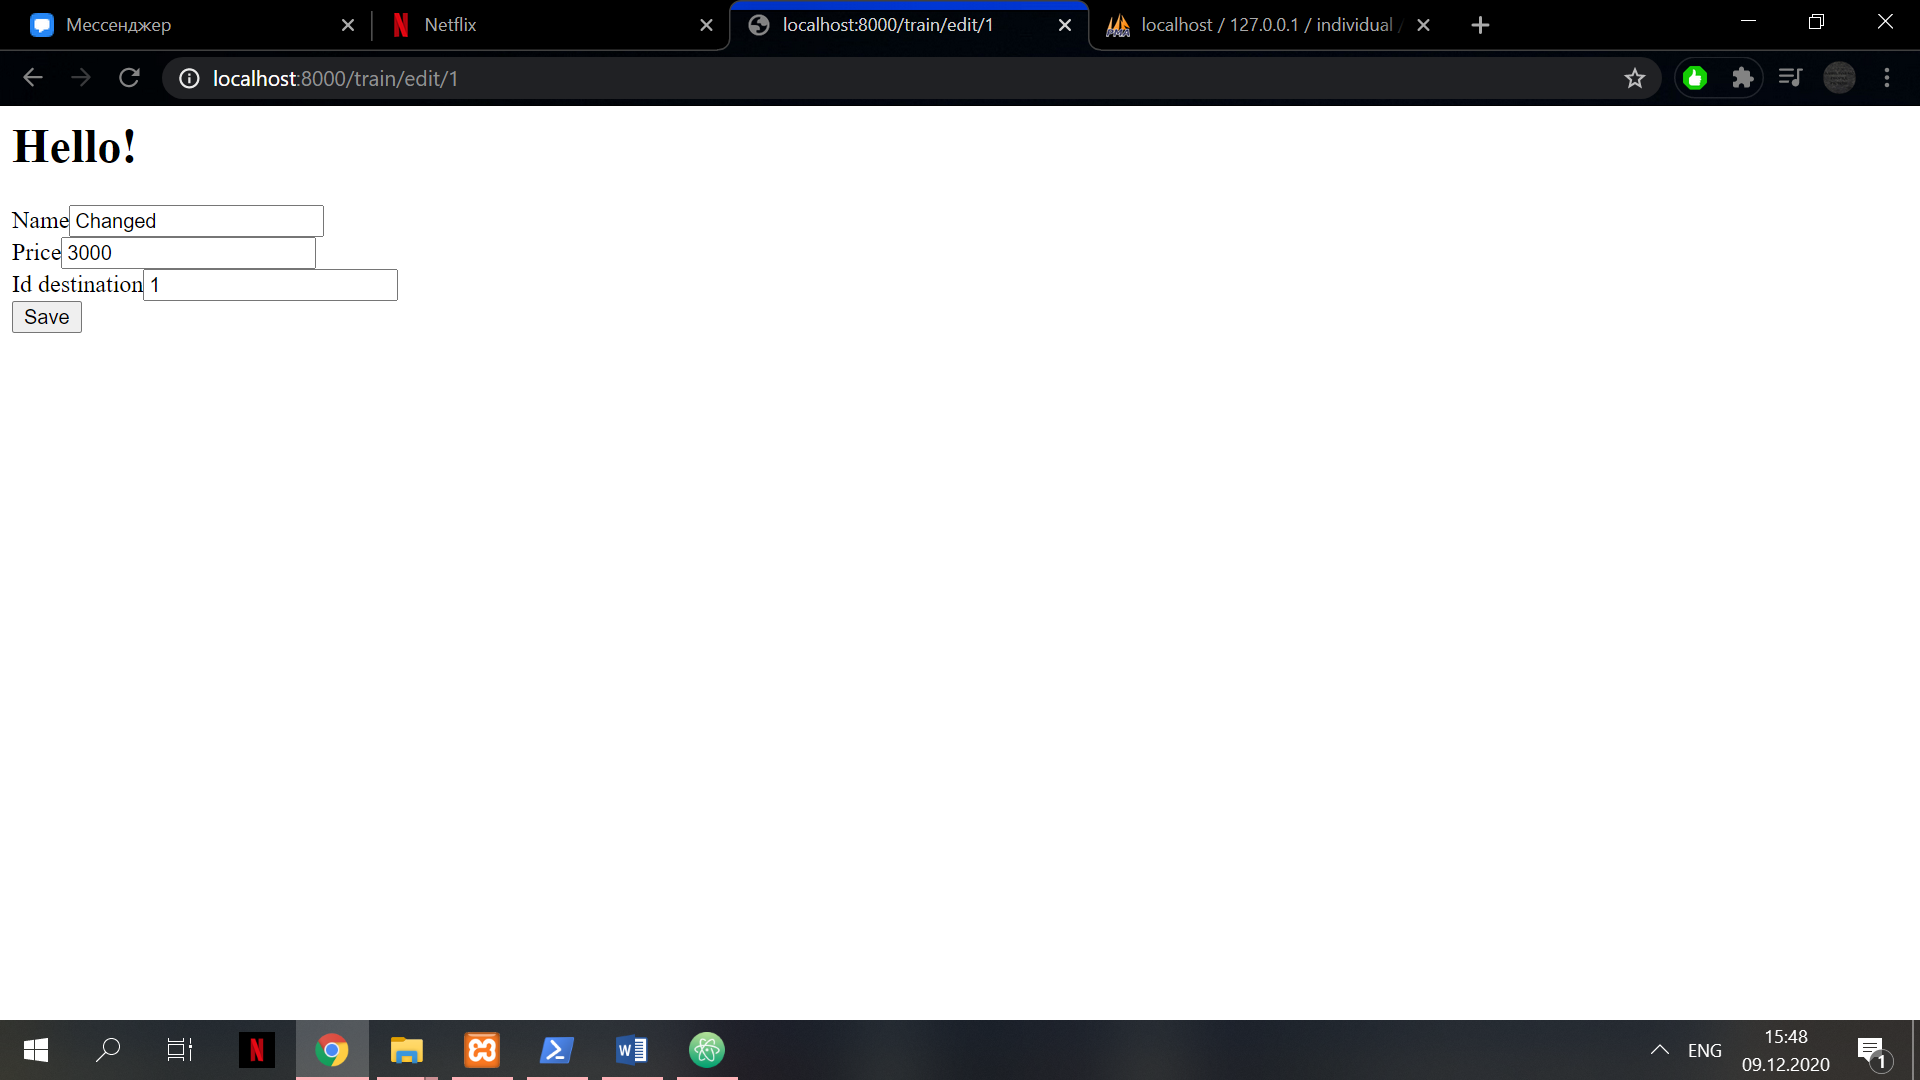 Мессенджер
Netflix
localhost:8000/train/edit/1
localhost / 127.0.0.1 / individual /
localhost:8000/train/edit/1
Hello!
Name Changed
Price 3000
Id destination 1
Save
ENG
15:48
09.12.2020
1